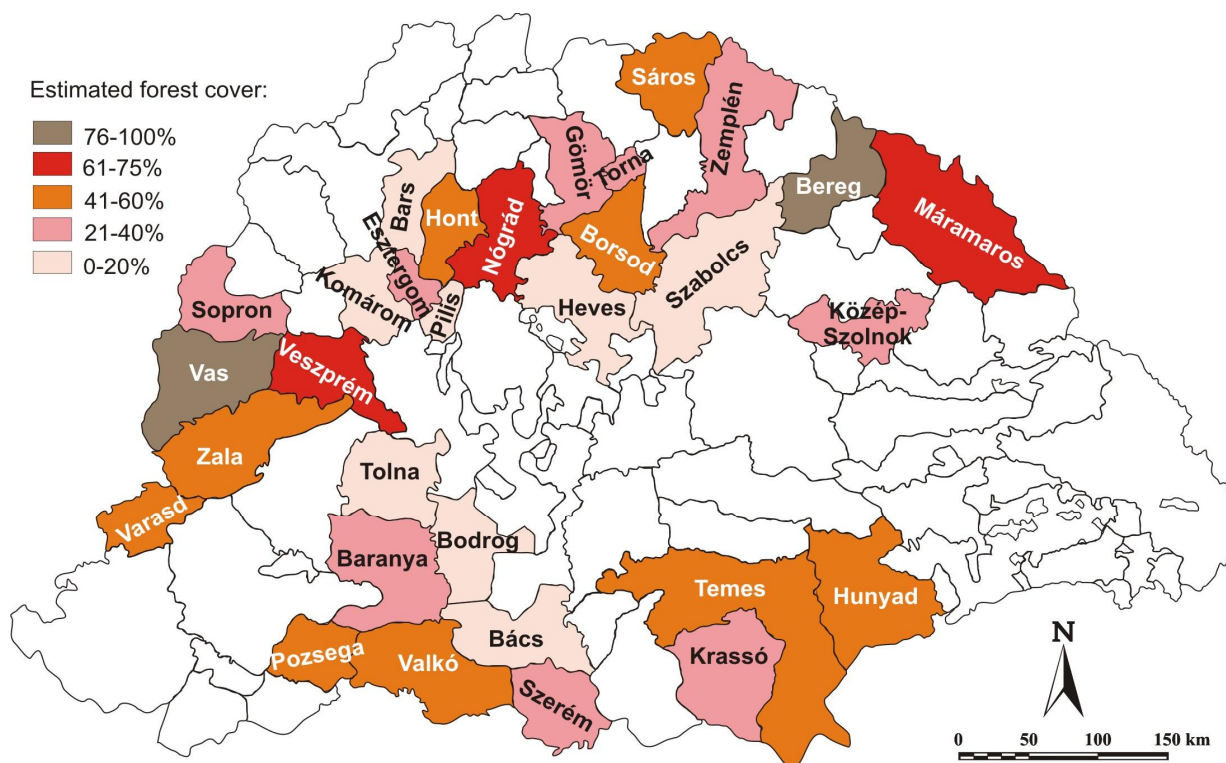 Estimated forest cover:
76-100%
61-75%
41-60%
21-40%
0-20%
Sáros
Zemplén
Gömör
Torna
Bars
Hont
Nógrád
Borsod
Szabolcs
Bereg
Máramaros
Esztergom
Komárom
Pilis
Heves
Sopron
Közép-
Szolnok
Vas
Veszprém
Zala
Tolna
Varasd
Bodrog
Baranya
Temes
Hunyad
Pozsega
Valkó
Bács
Krassó
Szerém
N
0 50 100 150 km